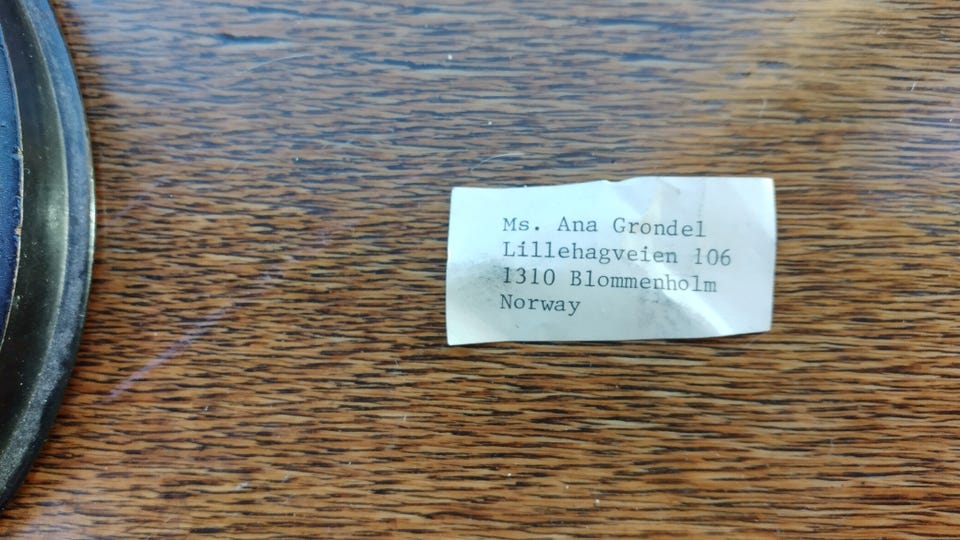 Ms. Ana Grondel
Lillehagveien 106
1310 Blommenholm
Norway